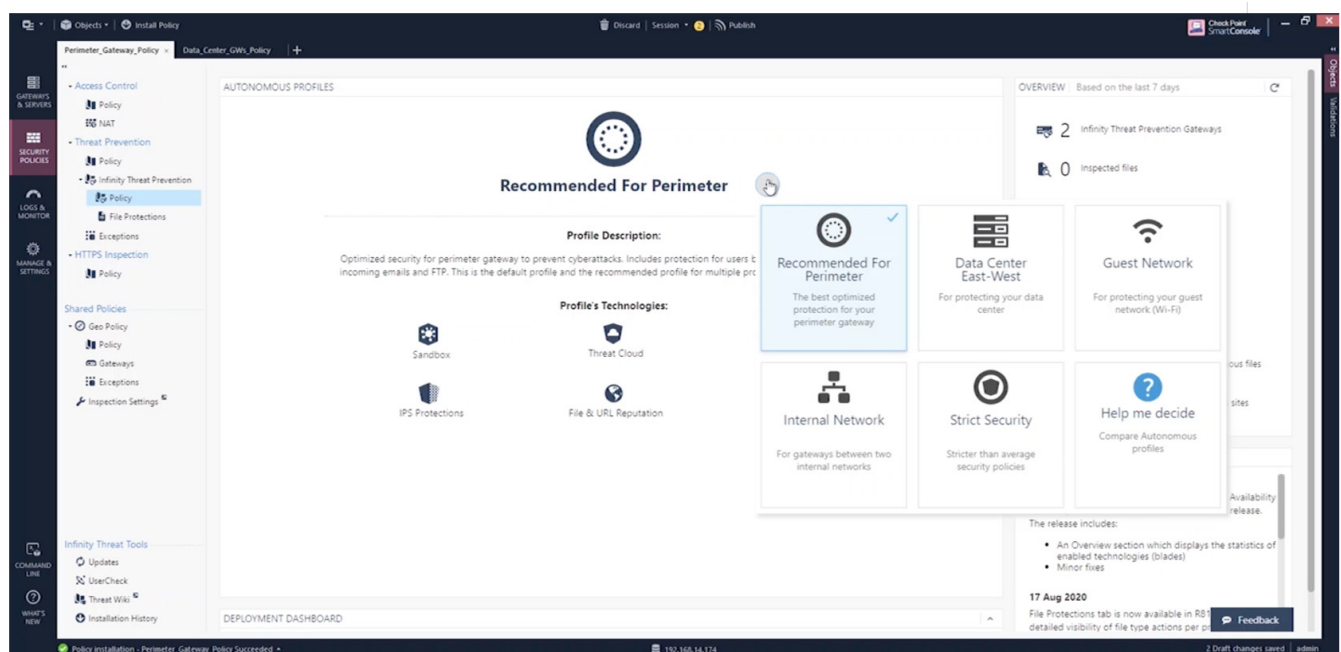 Objects
Install Policy
Discard
Session
2
Publish
Check Point
SmartConsole
Perimeter_Gateway_Policy
Data_Center_GWs_Policy
GATEWAYS
& SERVERS
SECURITY
POLICIES
LOGS &
MONITOR
MANAGE &
SETTINGS
COMMAND
LINE
WHAT'S
NEW
Access Control
Policy
NAT
Threat Prevention
Policy
Infinity Threat Prevention
Policy
File Protections
Exceptions
HTTPS Inspection
Policy
Shared Policies
Geo Policy
Policy
Gateways
Exceptions
Inspection Settings
Infinity Threat Tools
Updates
UserCheck
Threat Wiki
Installation History
AUTONOMOUS PROFILES
Recommended For Perimeter
Profile Description:
Optimized security for perimeter gateway to prevent cyberattacks. Includes protection for users
incoming emails and FTP. This is the default profile and the recommended profile for multiple
Profile's Technologies:
Sandbox
Threat Cloud
IPS Protections
File & URL Reputation
Recommended For
Perimeter
The best optimized
protection for your
perimeter gateway
Data Center
East-West
For protecting your data
center
Guest Network
For protecting your guest
network (Wi-Fi)
Internal Network
For gateways between two
internal networks
Strict Security
Stricter than average
security policies
Help me decide
Compare Autonomous
profiles
DEPLOYMENT DASHBOARD
OVERVIEW
Based on the last 7 days
2 Infinity Threat Prevention Gateways
0 Inspected files
files
sites
Availability
release.
The release includes:
An Overview section which displays the statistics of
enabled technologies (blades)
Minor fixes
17 Aug 2020
File Protections tab is now available in R81
detailed visibility of file type actions per
Feedback
Objects
Validations
Policy installation - Perimeter_Gateway_Policy Succeeded
192.168.14.174
2 Draft changes saved
admin